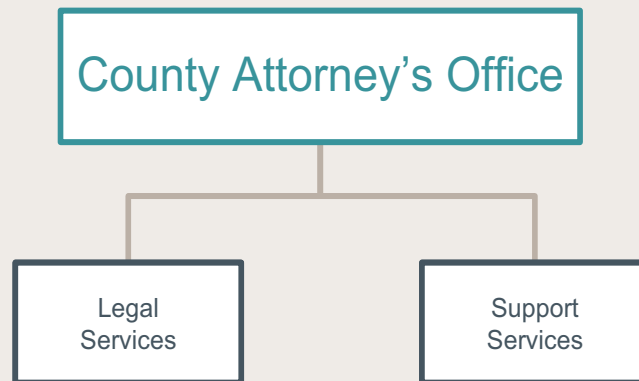 County Attorney’s Office
Legal
Services
Support
Services